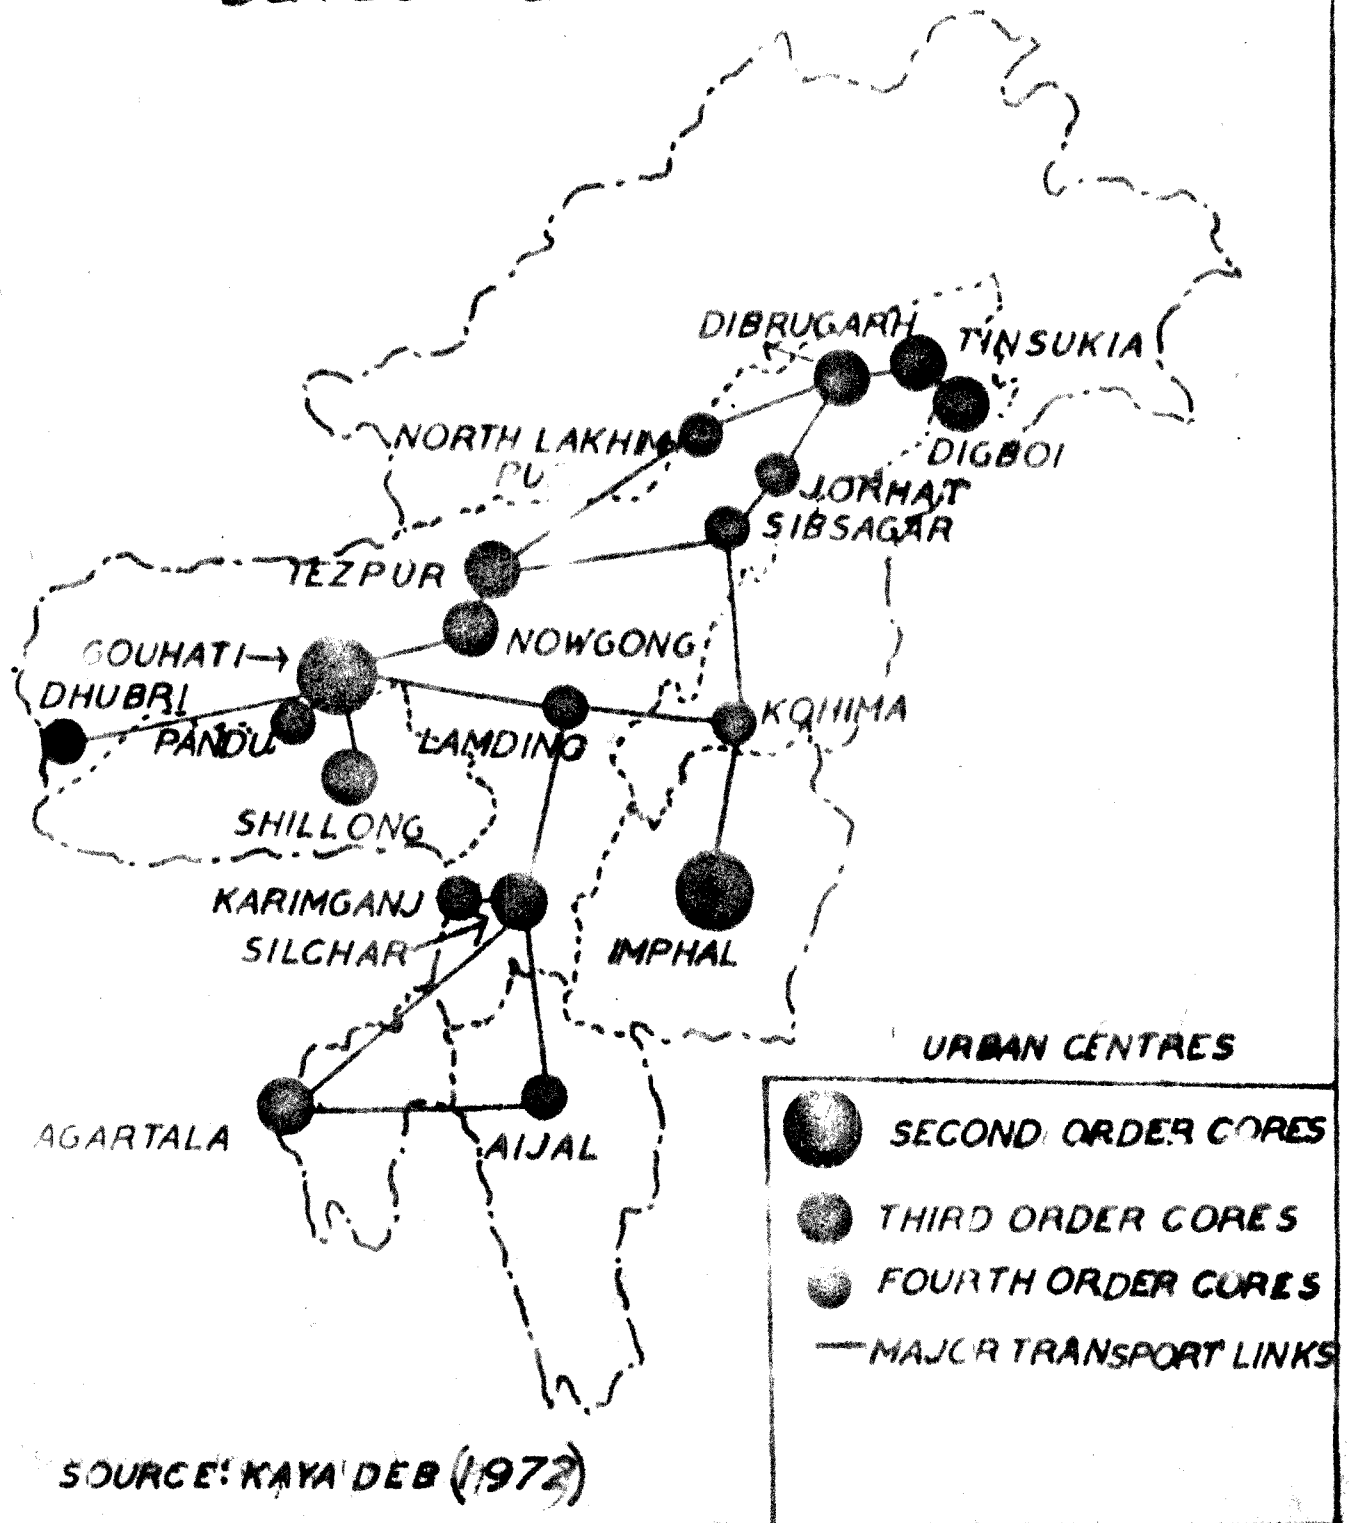 DIBRUGARH
TINSUKIA
NORTH LAKHIM
PU
DIGBOI
JORHAT
SIBSAGAR
TEZPUR
GOUHATI
NOWGONG
DHUBRI
KOHIMA
PANDU
LAMDING
SHILLONG
KARIMGANJ
SILCHAR
IMPHAL
URBAN CENTRES
SECOND ORDER CORES
AGARTALA
AIJAL
THIRD ORDER CORES
FOURTH ORDER CORES
MAJOR TRANSPORT LINKS
SOURCE: KAYA DEB (1972)